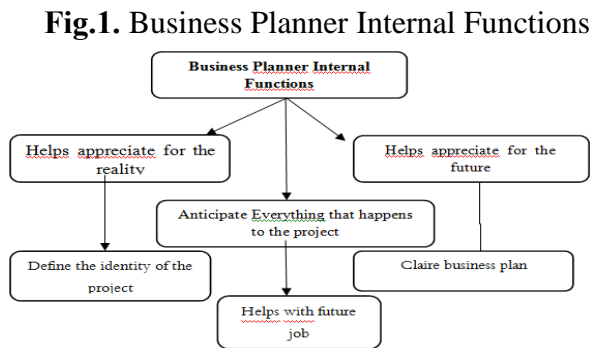 Fig.1. Business Planner Internal Functions
Business Planner Internal
Functions
Helps appreciate for the
reality
Helps appreciate for the
future
Anticipate Everything that happens
to the project
Define the identity of the
project
Claire business plan
Helps with future
job